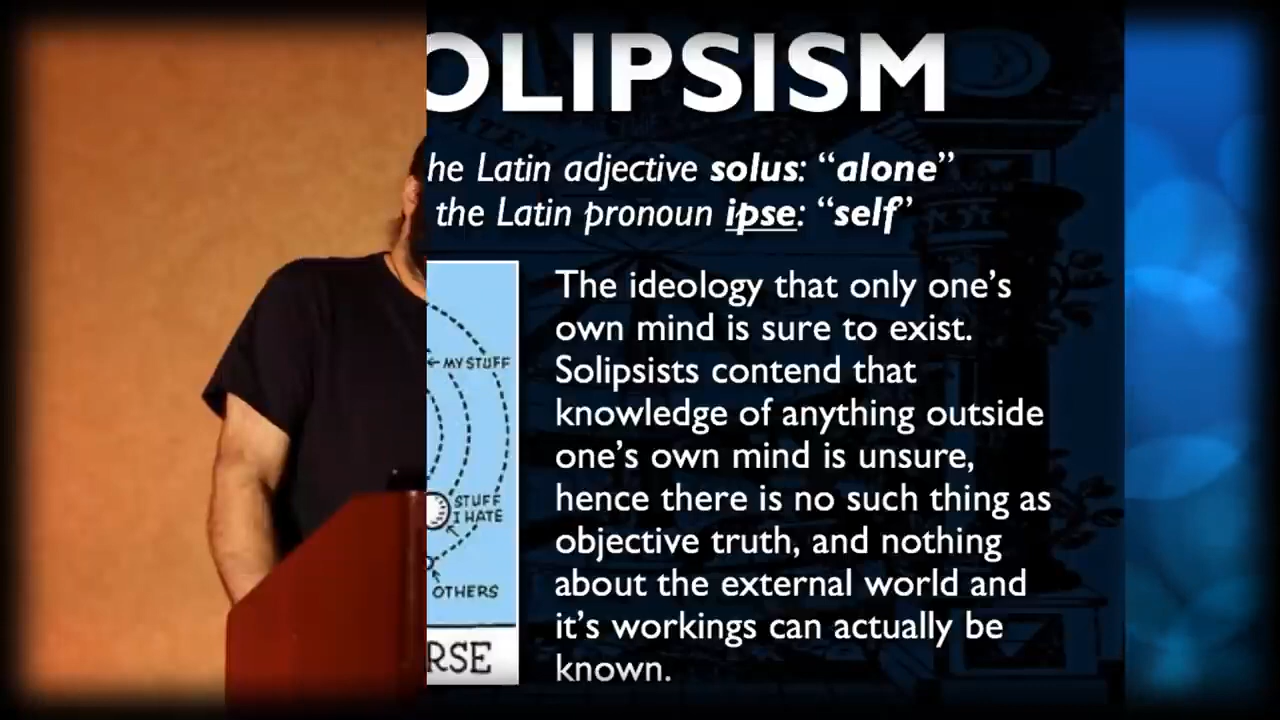 OLIPSISM
he Latin adjective solus: “alone”
the Latin pronoun ipse: “self”
The ideology that only one’s
own mind is sure to exist.
Solipsists contend that
knowledge of anything outside
one’s own mind is unsure,
hence there is no such thing as
objective truth, and nothing
about the external world and
it’s workings can actually be
known.
MY STUFF
STUFF
I HATE
OTHERS
RSE